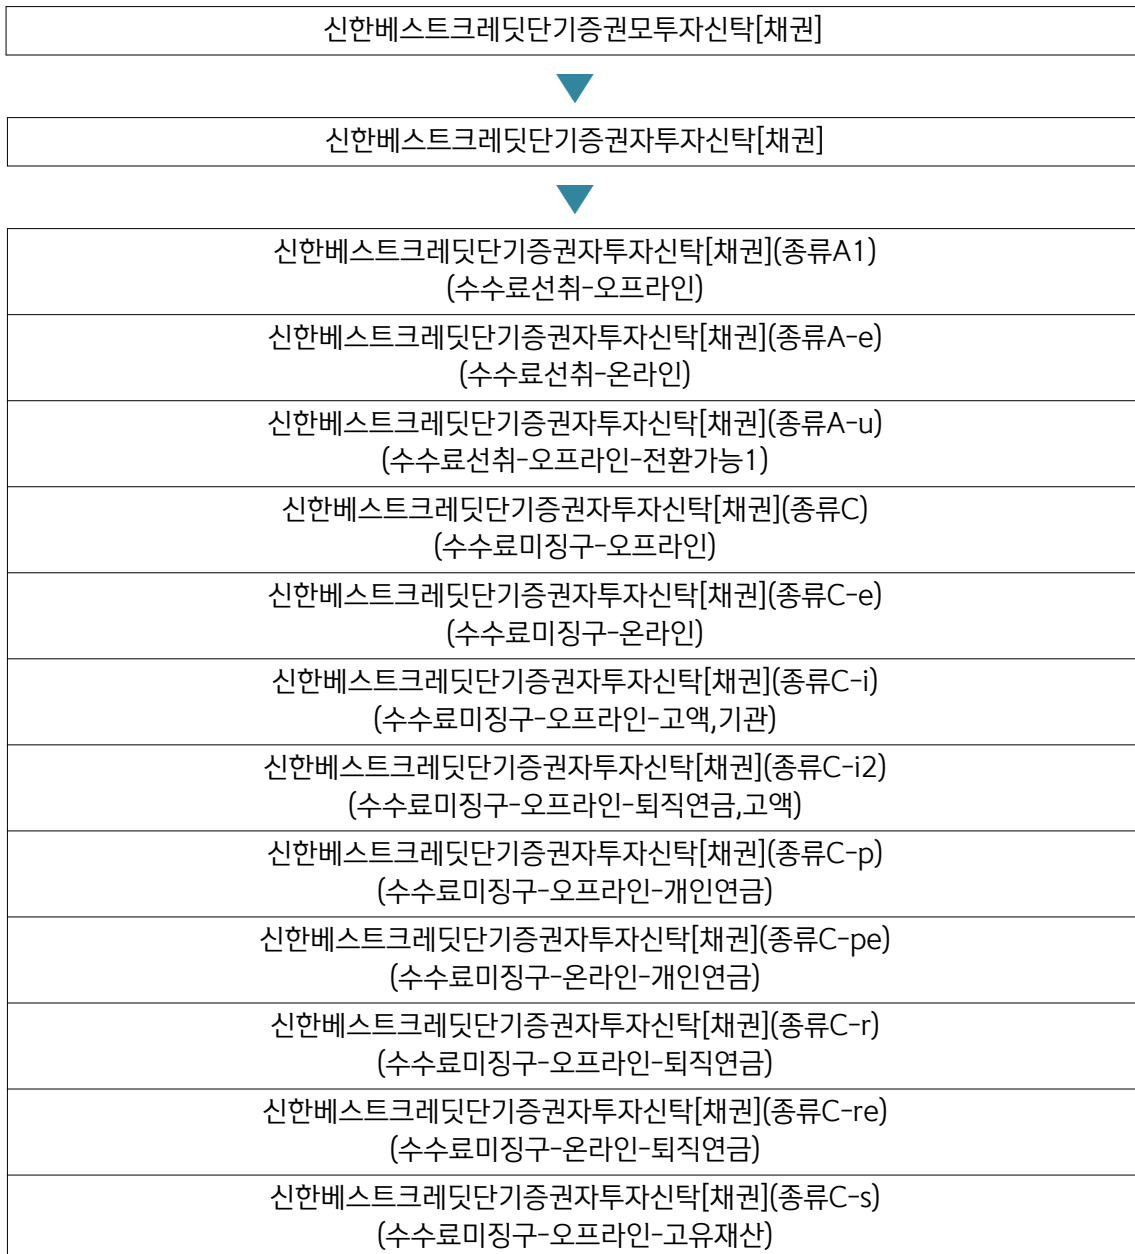 신한베스트크레딧단기증권모투자신탁[채권]
신한베스트크레딧단기증권자투자신탁[채권]
신한베스트크레딧단기증권자투자신탁[채권](종류A1)
(수수료선취-오프라인)
신한베스트크레딧단기증권자투자신탁[채권](종류A-e)
(수수료선취-온라인)
신한베스트크레딧단기증권자투자신탁[채권](종류A-u)
(수수료선취-오프라인-전환가능1)
신한베스트크레딧단기증권자투자신탁[채권](종류C)
(수수료미징구-오프라인)
신한베스트크레딧단기증권자투자신탁[채권](종류C-e)
(수수료미징구-온라인)
신한베스트크레딧단기증권자투자신탁[채권](종류C-i)
(수수료미징구-오프라인-고액,기관)
신한베스트크레딧단기증권자투자신탁[채권](종류C-i2)
(수수료미징구-오프라인-퇴직연금,고액)
신한베스트크레딧단기증권자투자신탁[채권](종류C-p)
(수수료미징구-오프라인-개인연금)
신한베스트크레딧단기증권자투자신탁[채권](종류C-pe)
(수수료미징구-온라인-개인연금)
신한베스트크레딧단기증권자투자신탁[채권](종류C-r)
(수수료미징구-오프라인-퇴직연금)
신한베스트크레딧단기증권자투자신탁[채권](종류C-re)
(수수료미징구-온라인-퇴직연금)
신한베스트크레딧단기증권자투자신탁[채권](종류C-s)
(수수료미징구-오프라인-고유재산)